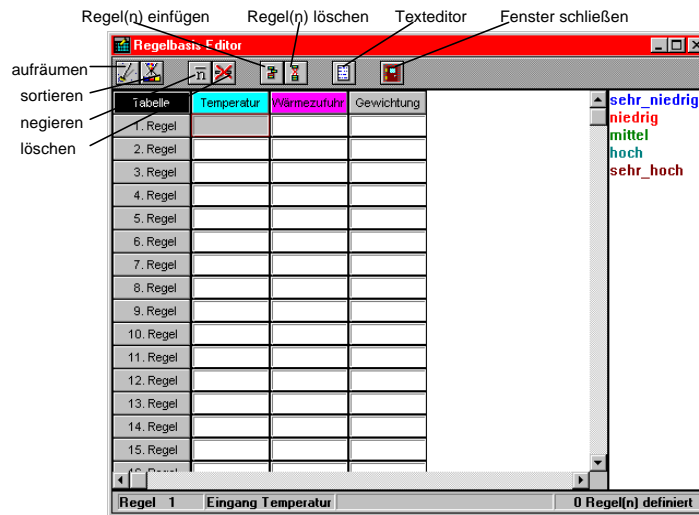 Regel(n) einfügen Regel(n) löschen Texteditor Fenster schließen
Regelbasis Editor
aufräumen
sortieren
negieren
löschen
n
Tabelle Temperatur Wärmezufuhr Gewichtung
1. Regel
2. Regel
3. Regel
4. Regel
5. Regel
6. Regel
7. Regel
8. Regel
9. Regel
10. Regel
11. Regel
12. Regel
13. Regel
14. Regel
15. Regel
16. Regel
sehr_niedrig
niedrig
mittel
hoch
sehr_hoch
Regel 1 Eingang Temperatur 0 Regel(n) definiert